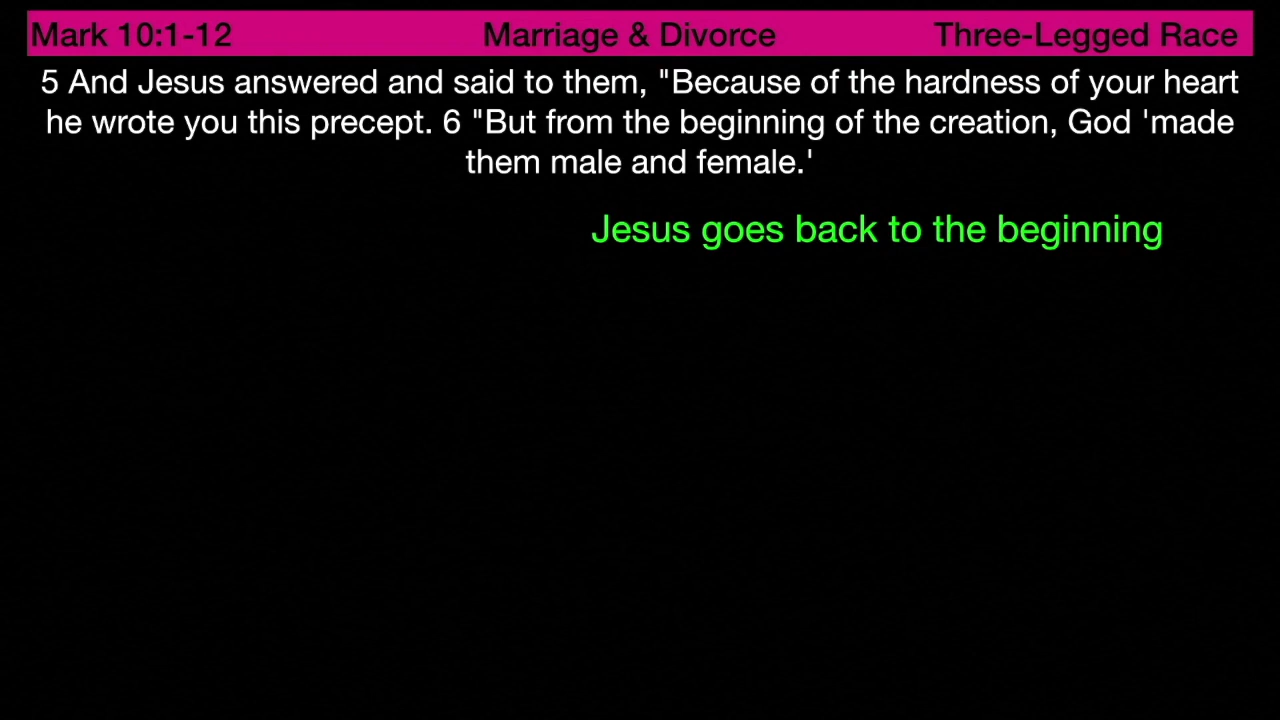 Mark 10:1-12 Marriage & Divorce Three-Legged Race
5 And Jesus answered and said to them, "Because of the hardness of your heart
he wrote you this precept. 6 "But from the beginning of the creation, God 'made
them male and female.'
Jesus goes back to the beginning